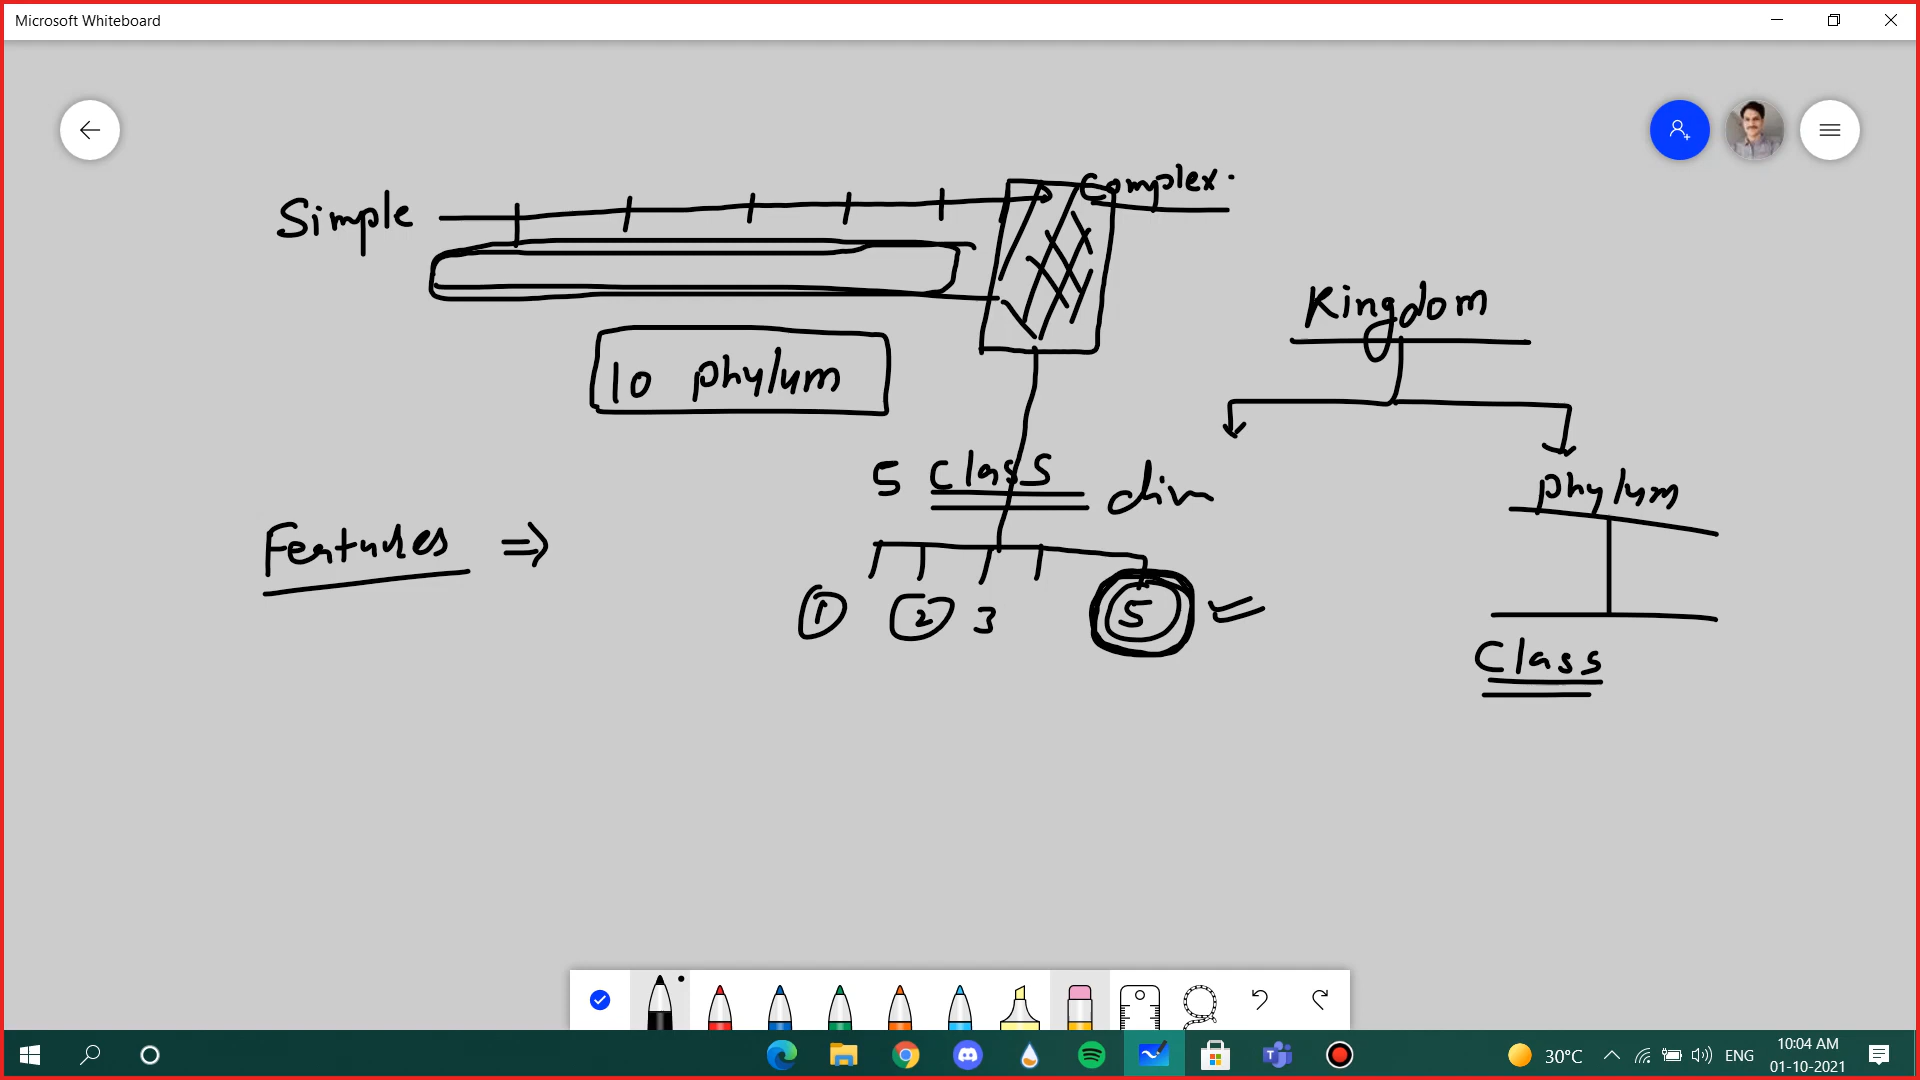 Microsoft Whiteboard
Simple
Complex.
Kingdom
10 phylum
5 Class
div
phylum
Features ⇒
1 2 3 5
Class
30°C
ENG
10:04 AM
01-10-2021